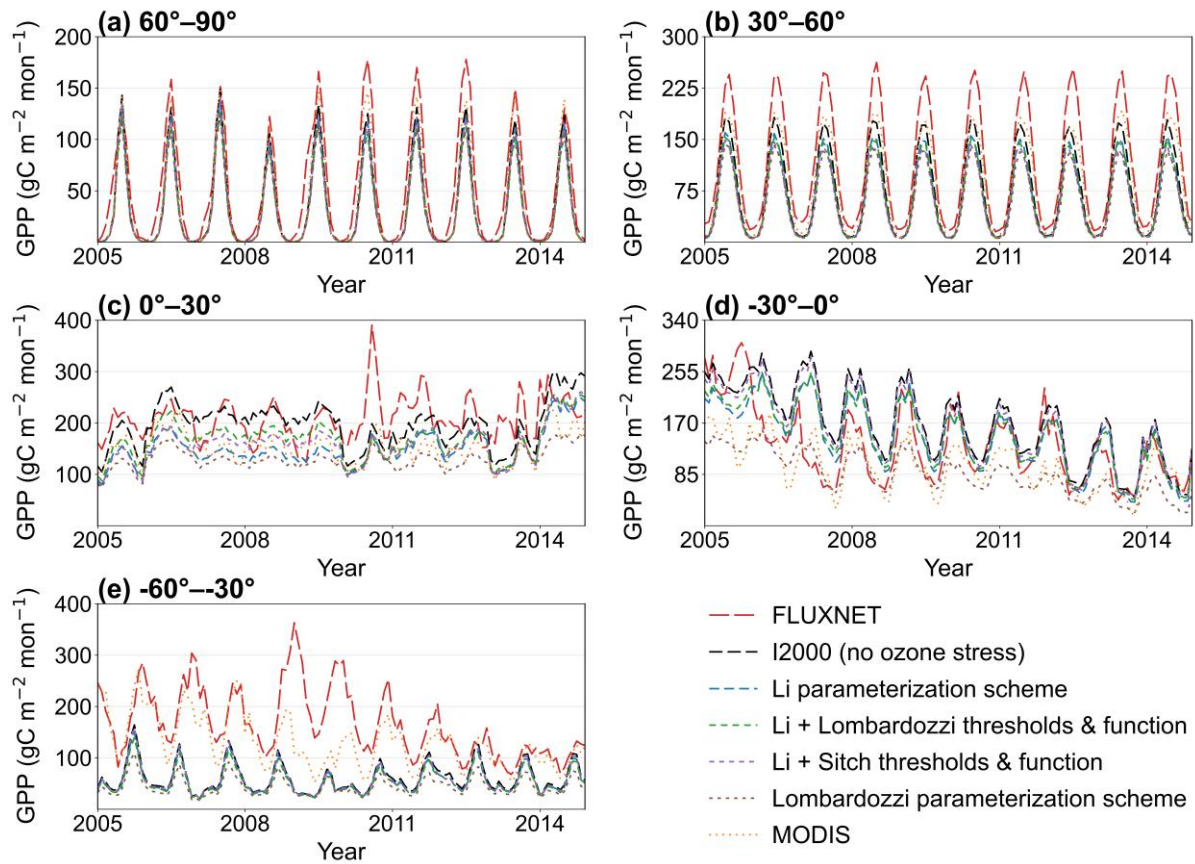 (a) 60°–90°
200
150
100
50
GPP (gC m⁻² mon⁻¹)
2005 2008 2011 2014
Year
(b) 30°–60°
300
225
150
75
GPP (gC m⁻² mon⁻¹)
2005 2008 2011 2014
Year
(c) 0°–30°
400
300
200
100
GPP (gC m⁻² mon⁻¹)
2005 2008 2011 2014
Year
(d) -30°–0°
340
255
170
85
GPP (gC m⁻² mon⁻¹)
2005 2008 2011 2014
Year
(e) -60°–-30°
400
300
200
100
GPP (gC m⁻² mon⁻¹)
2005 2008 2011 2014
Year
FLUXNET
I2000 (no ozone stress)
Li parameterization scheme
Li + Lombardozzi thresholds & function
Li + Sitch thresholds & function
Lombardozzi parameterization scheme
MODIS